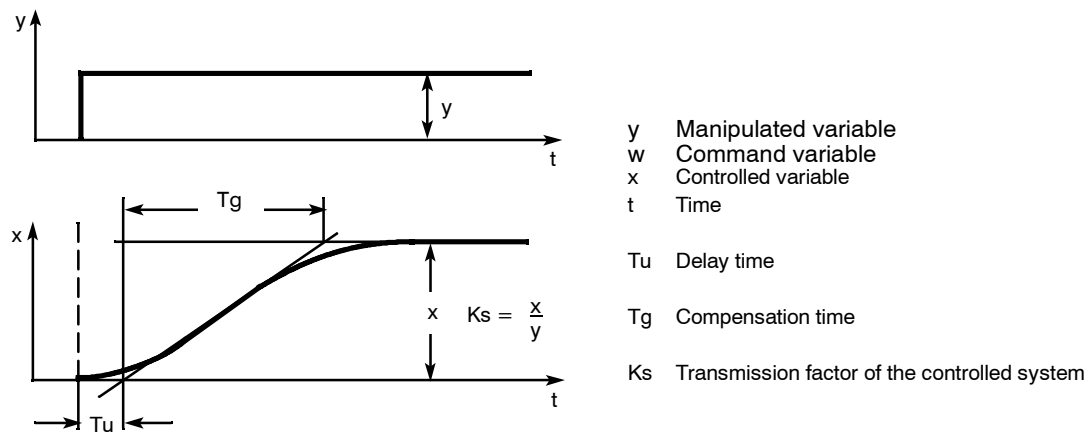 y
y
t
Tg
x
x
Ks = x/y
t
Tu
y Manipulated variable
w Command variable
x Controlled variable
t Time
Tu Delay time
Tg Compensation time
Ks Transmission factor of the controlled system